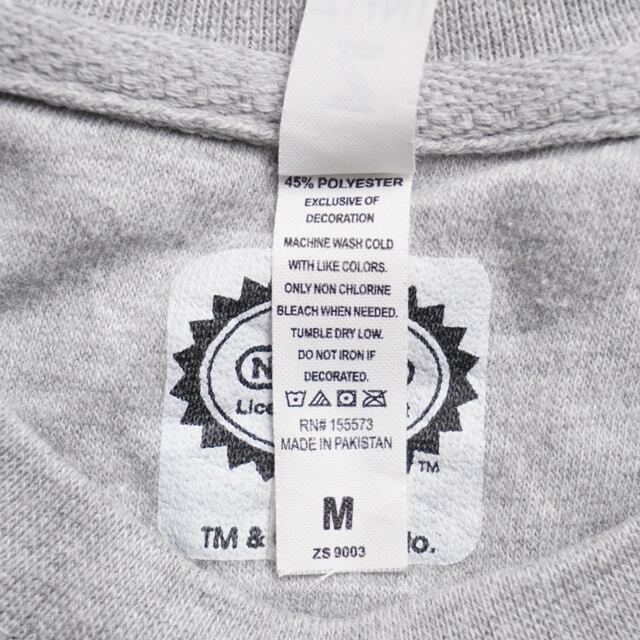 45% POLYESTER
EXCLUSIVE OF
DECORATION
MACHINE WASH COLD
WITH LIKE COLORS.
ONLY NON CHLORINE
BLEACH WHEN NEEDED.
TUMBLE DRY LOW.
DO NOT IRON IF
DECORATED.
RN# 155573
MADE IN PAKISTAN
M
ZS 9003
TM
TM &